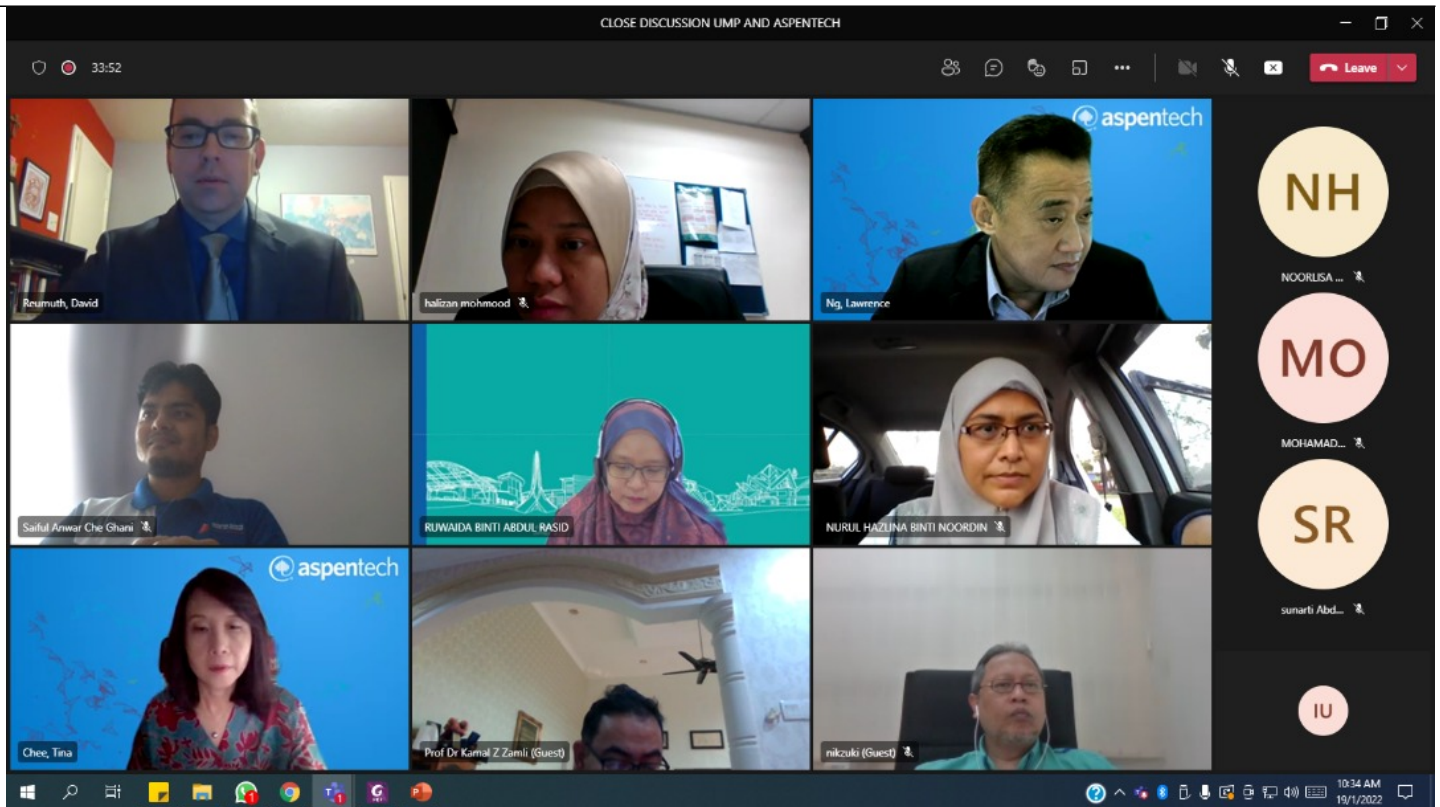 CLOSE DISCUSSION UMP AND ASPENTECH
33:52
Leave
aspentech
NH
Reumuth, David
halizan mohmood
Ng, Lawrence
NOORLISA ...
MO
MOHAMAD...
Saiful Anwar Che Ghani
RUWAIDA BINTI ABDUL RASID
NURUL HAZLINA BINTI NOORDIN
SR
sunarti Abd...
aspentech
IU
Chee, Tina
Prof Dr Kamal Z Zamli (Guest)
nikzuki (Guest)
10:34 AM
19/1/2022